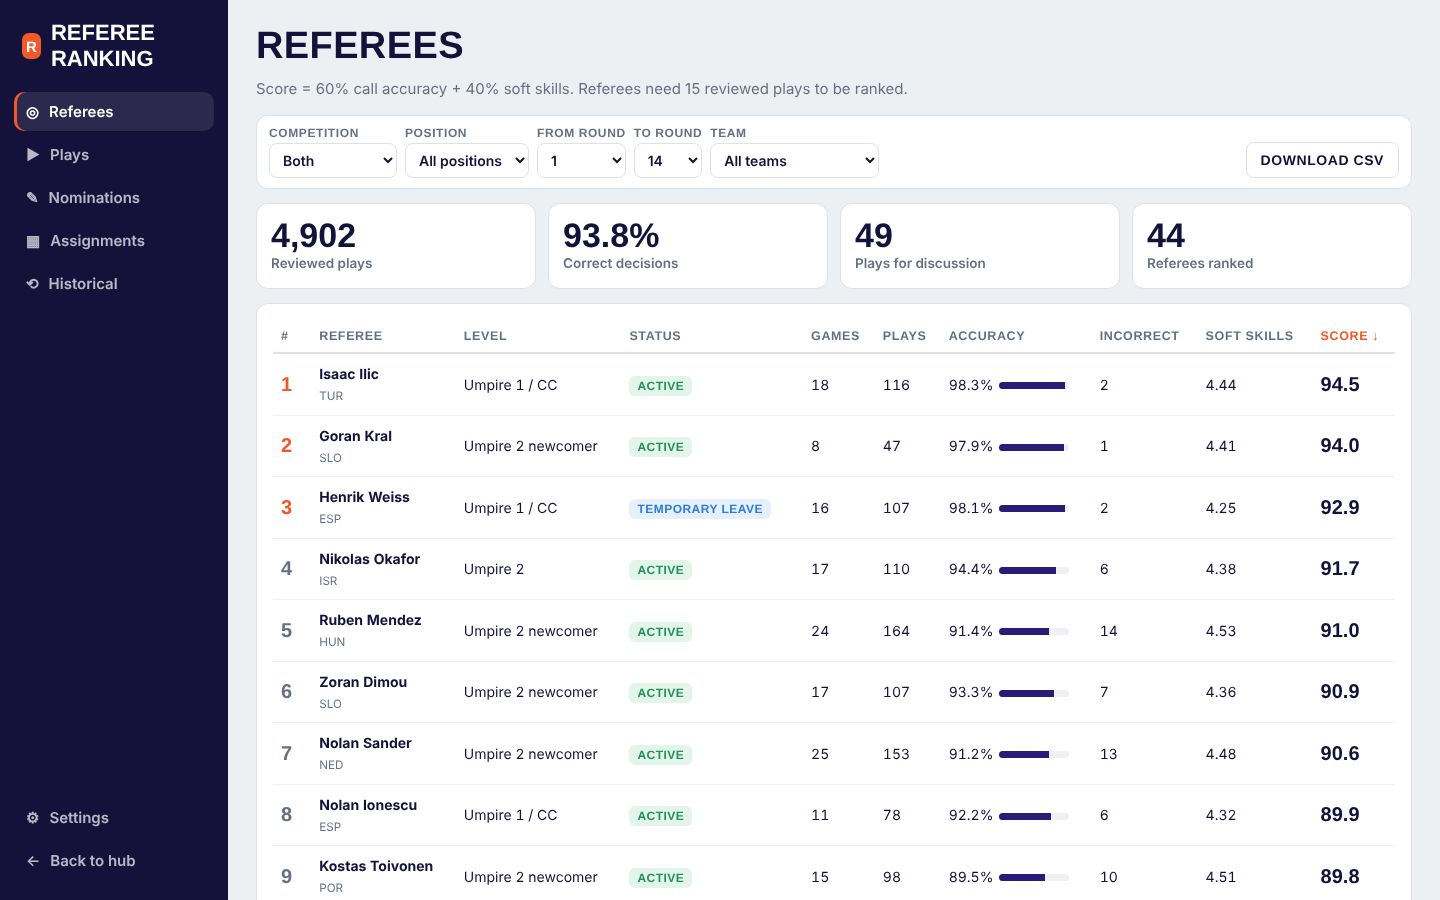 R
REFEREE
RANKING
◎ Referees
▶ Plays
✎ Nominations
▦ Assignments
⟲ Historical
⚙ Settings
← Back to hub
REFEREES
Score = 60% call accuracy + 40% soft skills. Referees need 15 reviewed plays to be ranked.
COMPETITION POSITION FROM ROUND TO ROUND TEAM
Both All positions 1 14 All teams DOWNLOAD CSV
4,902 93.8% 49 44
Reviewed plays Correct decisions Plays for discussion Referees ranked
# REFEREE LEVEL STATUS GAMES PLAYS ACCURACY INCORRECT SOFT SKILLS SCORE ↓
1 Isaac Ilic Umpire 1 / CC ACTIVE 18 116 98.3% 2 4.44 94.5
TUR
2 Goran Kral Umpire 2 newcomer ACTIVE 8 47 97.9% 1 4.41 94.0
SLO
3 Henrik Weiss Umpire 1 / CC TEMPORARY LEAVE 16 107 98.1% 2 4.25 92.9
ESP
4 Nikolas Okafor Umpire 2 ACTIVE 17 110 94.4% 6 4.38 91.7
ISR
5 Ruben Mendez Umpire 2 newcomer ACTIVE 24 164 91.4% 14 4.53 91.0
HUN
6 Zoran Dimou Umpire 2 newcomer ACTIVE 17 107 93.3% 7 4.36 90.9
SLO
7 Nolan Sander Umpire 2 newcomer ACTIVE 25 153 91.2% 13 4.48 90.6
NED
8 Nolan Ionescu Umpire 1 / CC ACTIVE 11 78 92.2% 6 4.32 89.9
ESP
9 Kostas Toivonen Umpire 2 newcomer ACTIVE 15 98 89.5% 10 4.51 89.8
POR